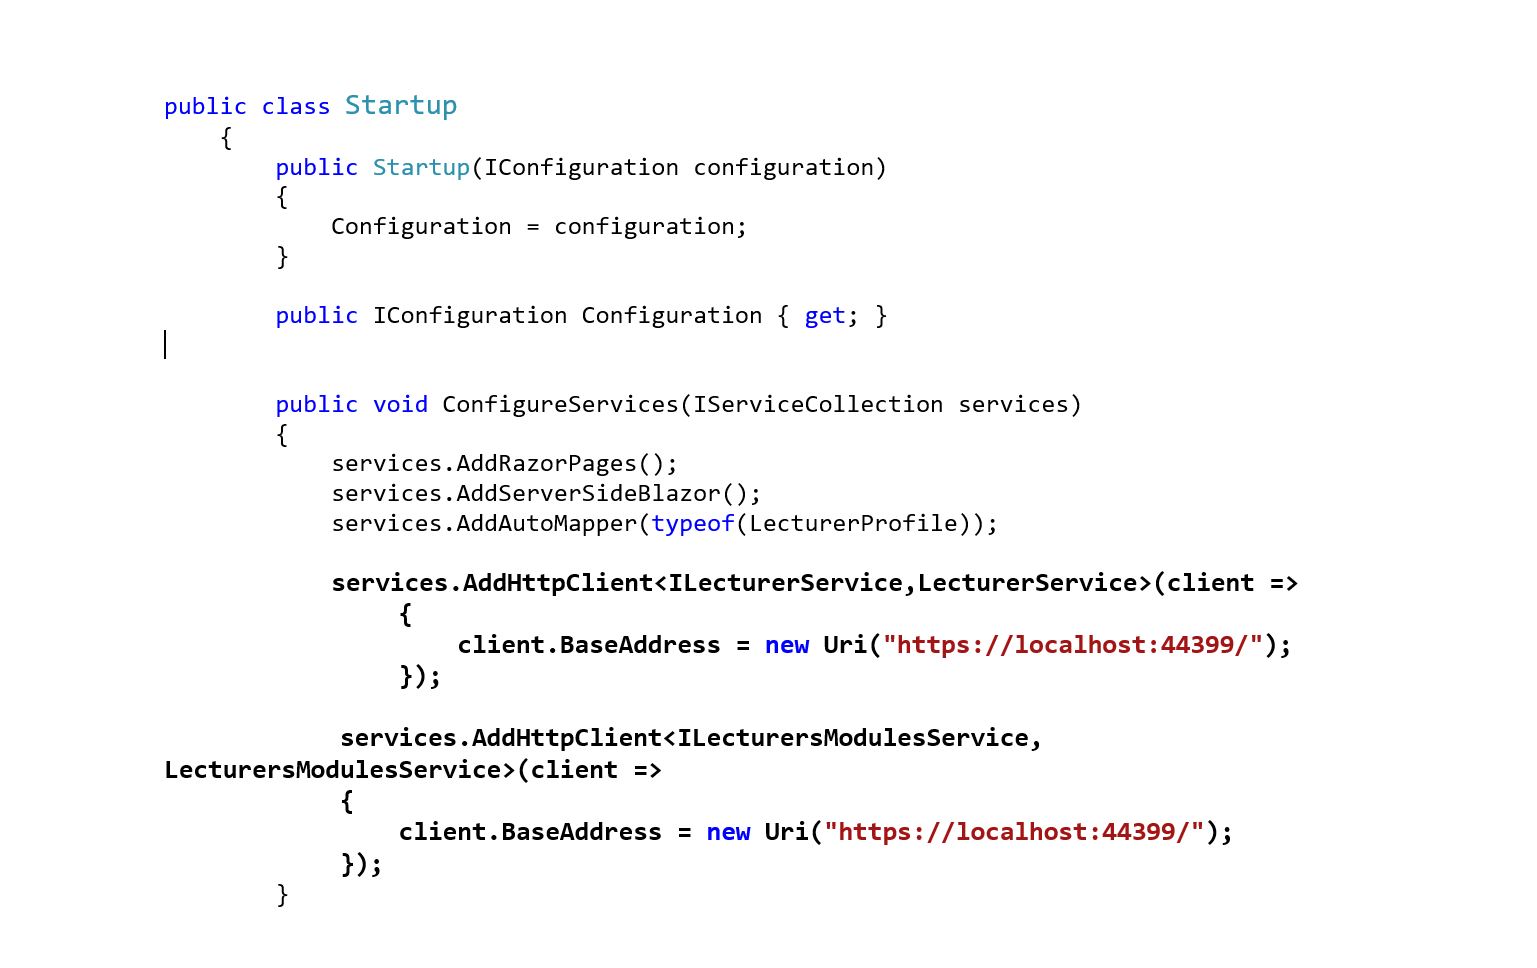 public class Startup
{
public Startup(IConfiguration configuration)
{
Configuration = configuration;
}
public IConfiguration Configuration { get; }
public void ConfigureServices(IServiceCollection services)
{
services.AddRazorPages();
services.AddServerSideBlazor();
services.AddAutoMapper(typeof(LecturerProfile));
services.AddHttpClient<ILecturerService,LecturerService>(client =>
{
client.BaseAddress = new Uri("https://localhost:44399/");
});
services.AddHttpClient<ILecturersModulesService,
LecturersModulesService>(client =>
{
client.BaseAddress = new Uri("https://localhost:44399/");
});
}